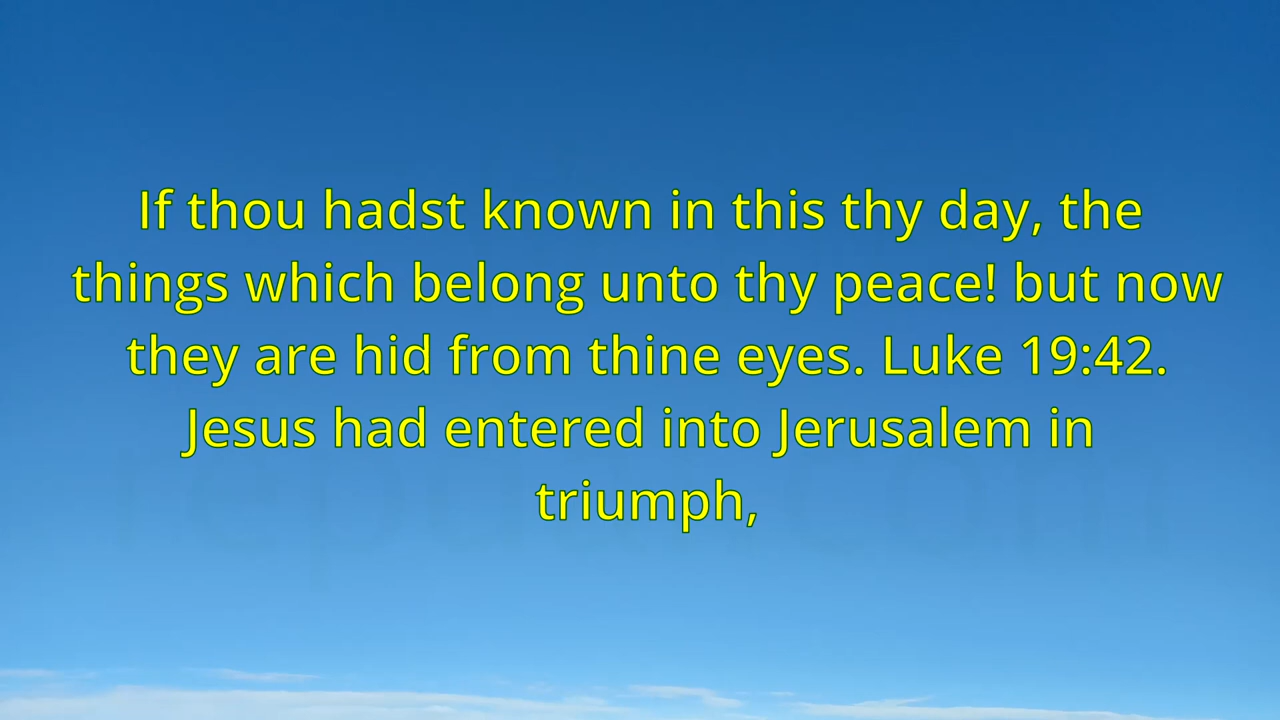 If thou hadst known in this thy day, the
things which belong unto thy peace! but now
they are hid from thine eyes. Luke 19:42.
Jesus had entered into Jerusalem in
triumph,